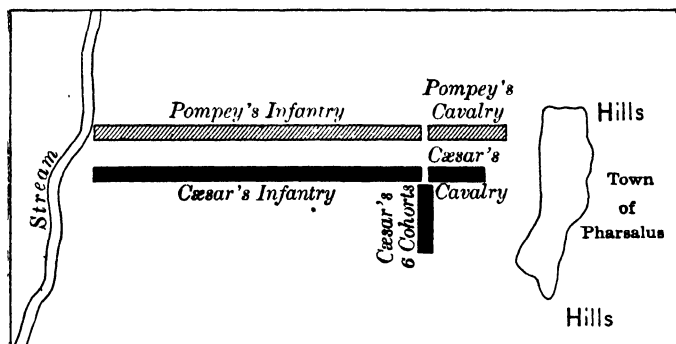 Pompey's
Cavalry
Pompey's Infantry
Hills
Stream
Cæsar's
Cæsar's Infantry
Cavalry
Cæsar's
6 Cohorts
Town
of
Pharsalus
Hills